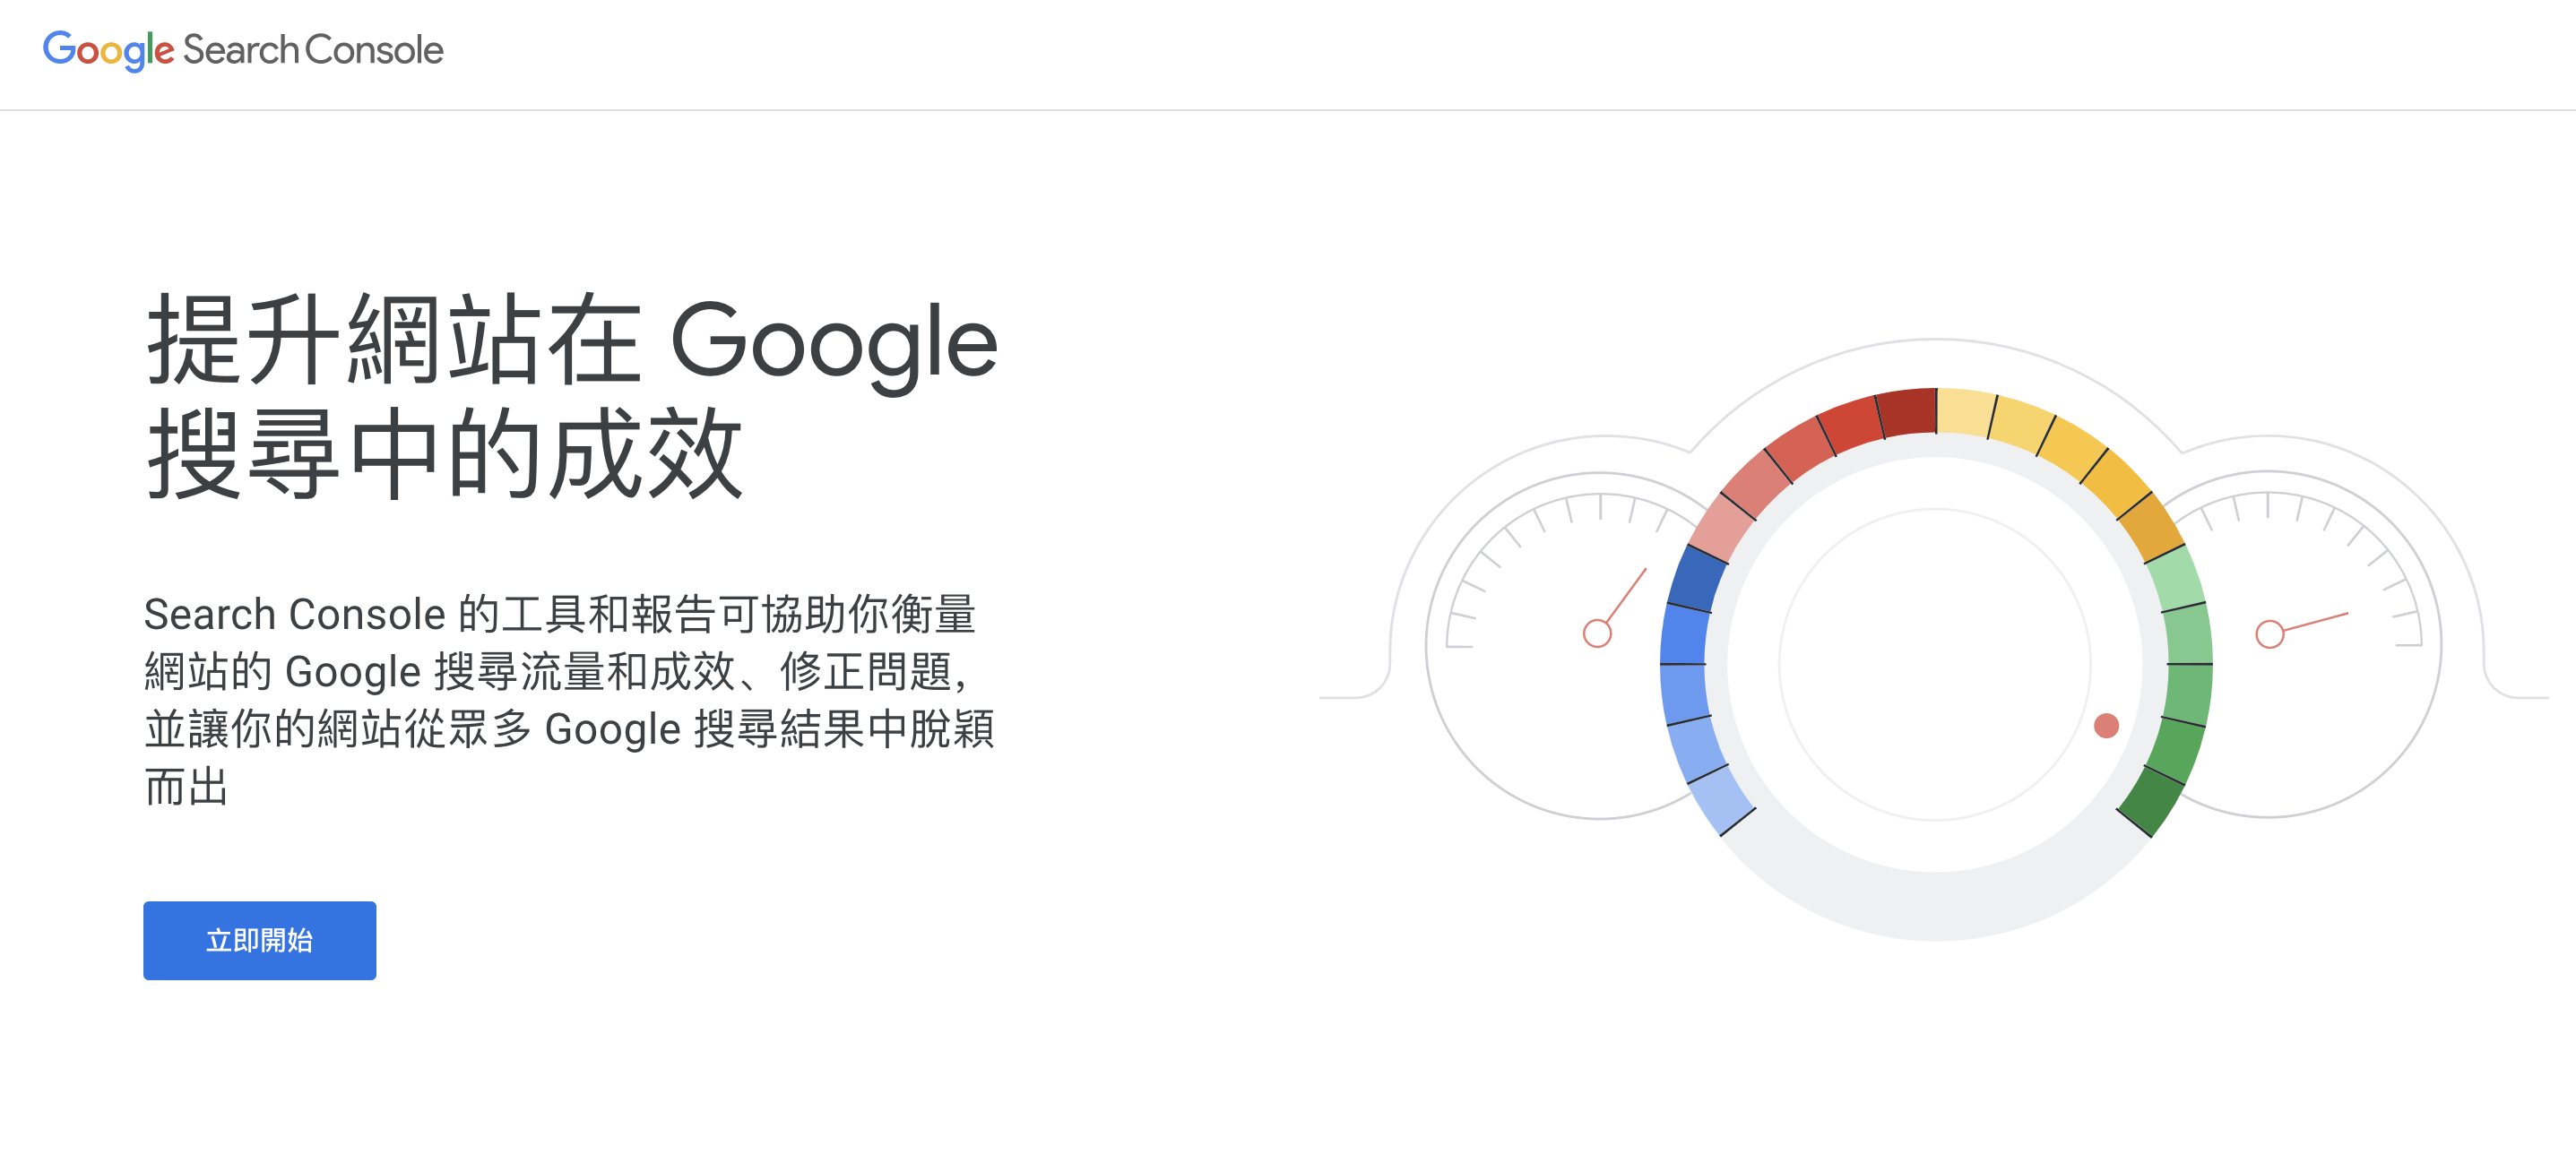 Google Search Console
提升網站在 Google
搜尋中的成效
Search Console 的工具和報告可協助你衡量
網站的 Google 搜尋流量和成效、修正問題，
並讓你的網站從眾多 Google 搜尋結果中脫穎
而出
立即開始